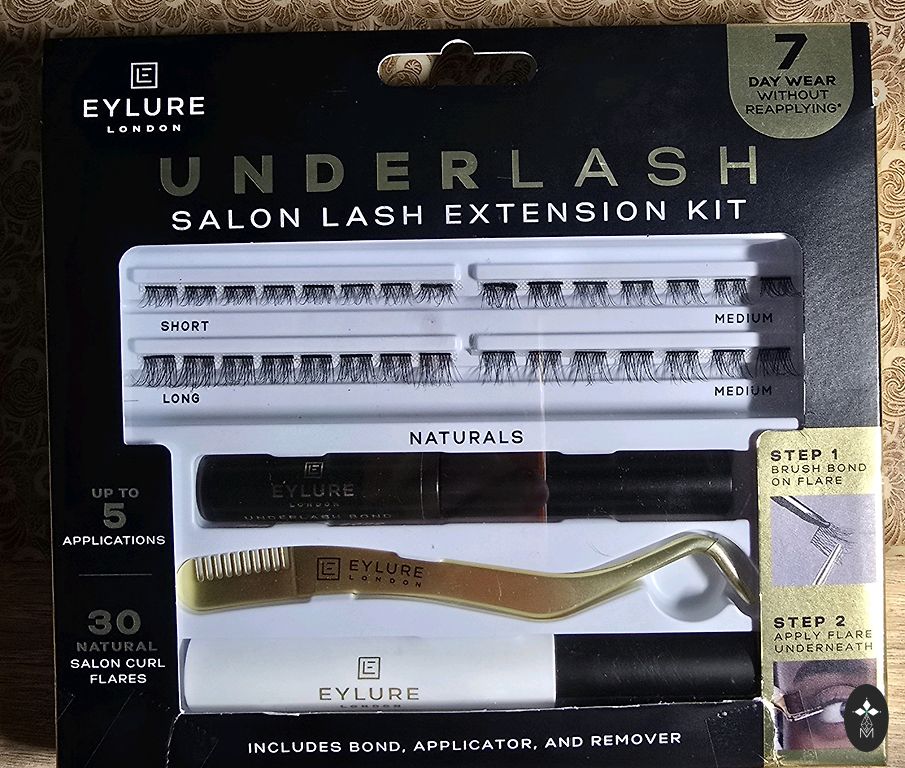 EYLURE
LONDON
7
DAY WEAR
WITHOUT
REAPPLYING*
UNDERLASH
SALON LASH EXTENSION KIT
SHORT
MEDIUM
LONG
MEDIUM
NATURALS
EYLURE
LONDON
UNDERLASH BOND
STEP 1
BRUSH BOND
ON FLARE
UP TO
5
APPLICATIONS
EYLURE
LONDON
30
NATURAL
SALON CURL
FLARES
STEP 2
APPLY FLARE
UNDERNEATH
EYLURE
LONDON
INCLUDES BOND, APPLICATOR, AND REMOVER
M